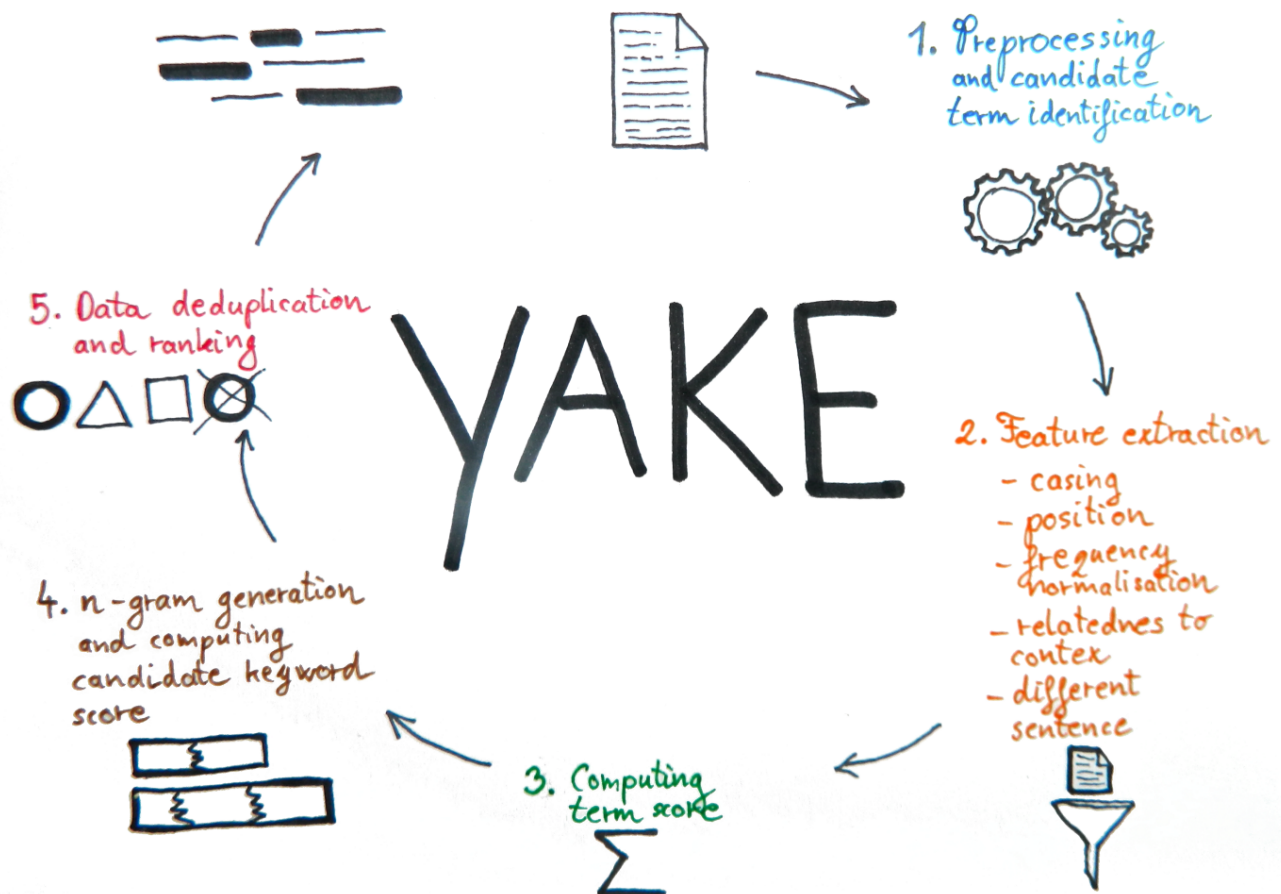 1. Preprocessing
and candidate
term identification
YAKE
2. Feature extraction
- casing
- position
- frequency
normalisation
- relatednes to
contex
- different
sentence
3. Computing
term score
Σ
4. n-gram generation
and computing
candidate keyword
score
5. Data deduplication
and ranking